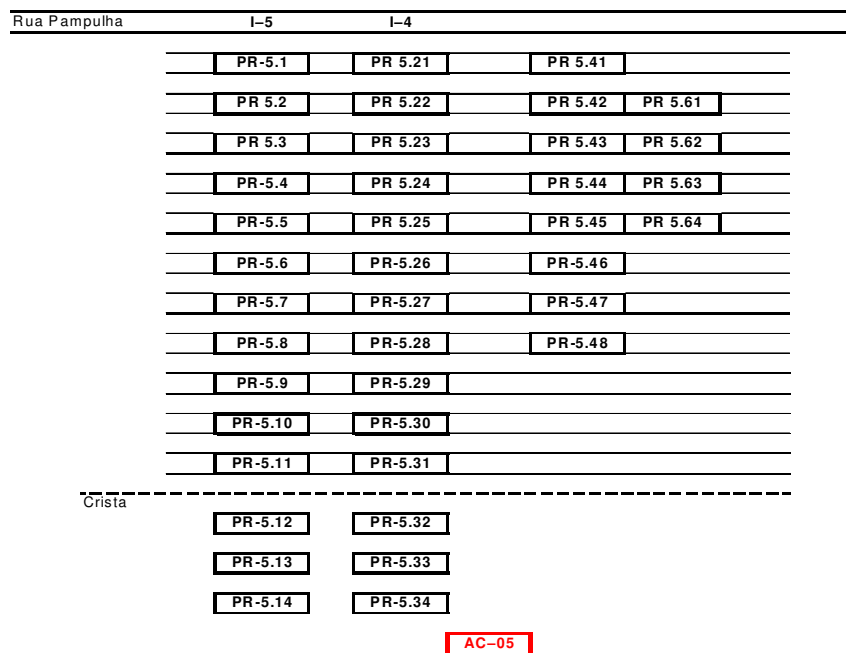 Rua Pampulha I–5 I–4
PR-5.1 PR 5.21 PR 5.41
PR 5.2 PR 5.22 PR 5.42 PR 5.61
PR 5.3 PR 5.23 PR 5.43 PR 5.62
PR-5.4 PR 5.24 PR 5.44 PR 5.63
PR-5.5 PR 5.25 PR 5.45 PR 5.64
PR-5.6 PR-5.26 PR-5.46
PR-5.7 PR-5.27 PR-5.47
PR-5.8 PR-5.28 PR-5.48
PR-5.9 PR-5.29
PR-5.10 PR-5.30
PR-5.11 PR-5.31
Crista
PR-5.12 PR-5.32
PR-5.13 PR-5.33
PR-5.14 PR-5.34
AC–05